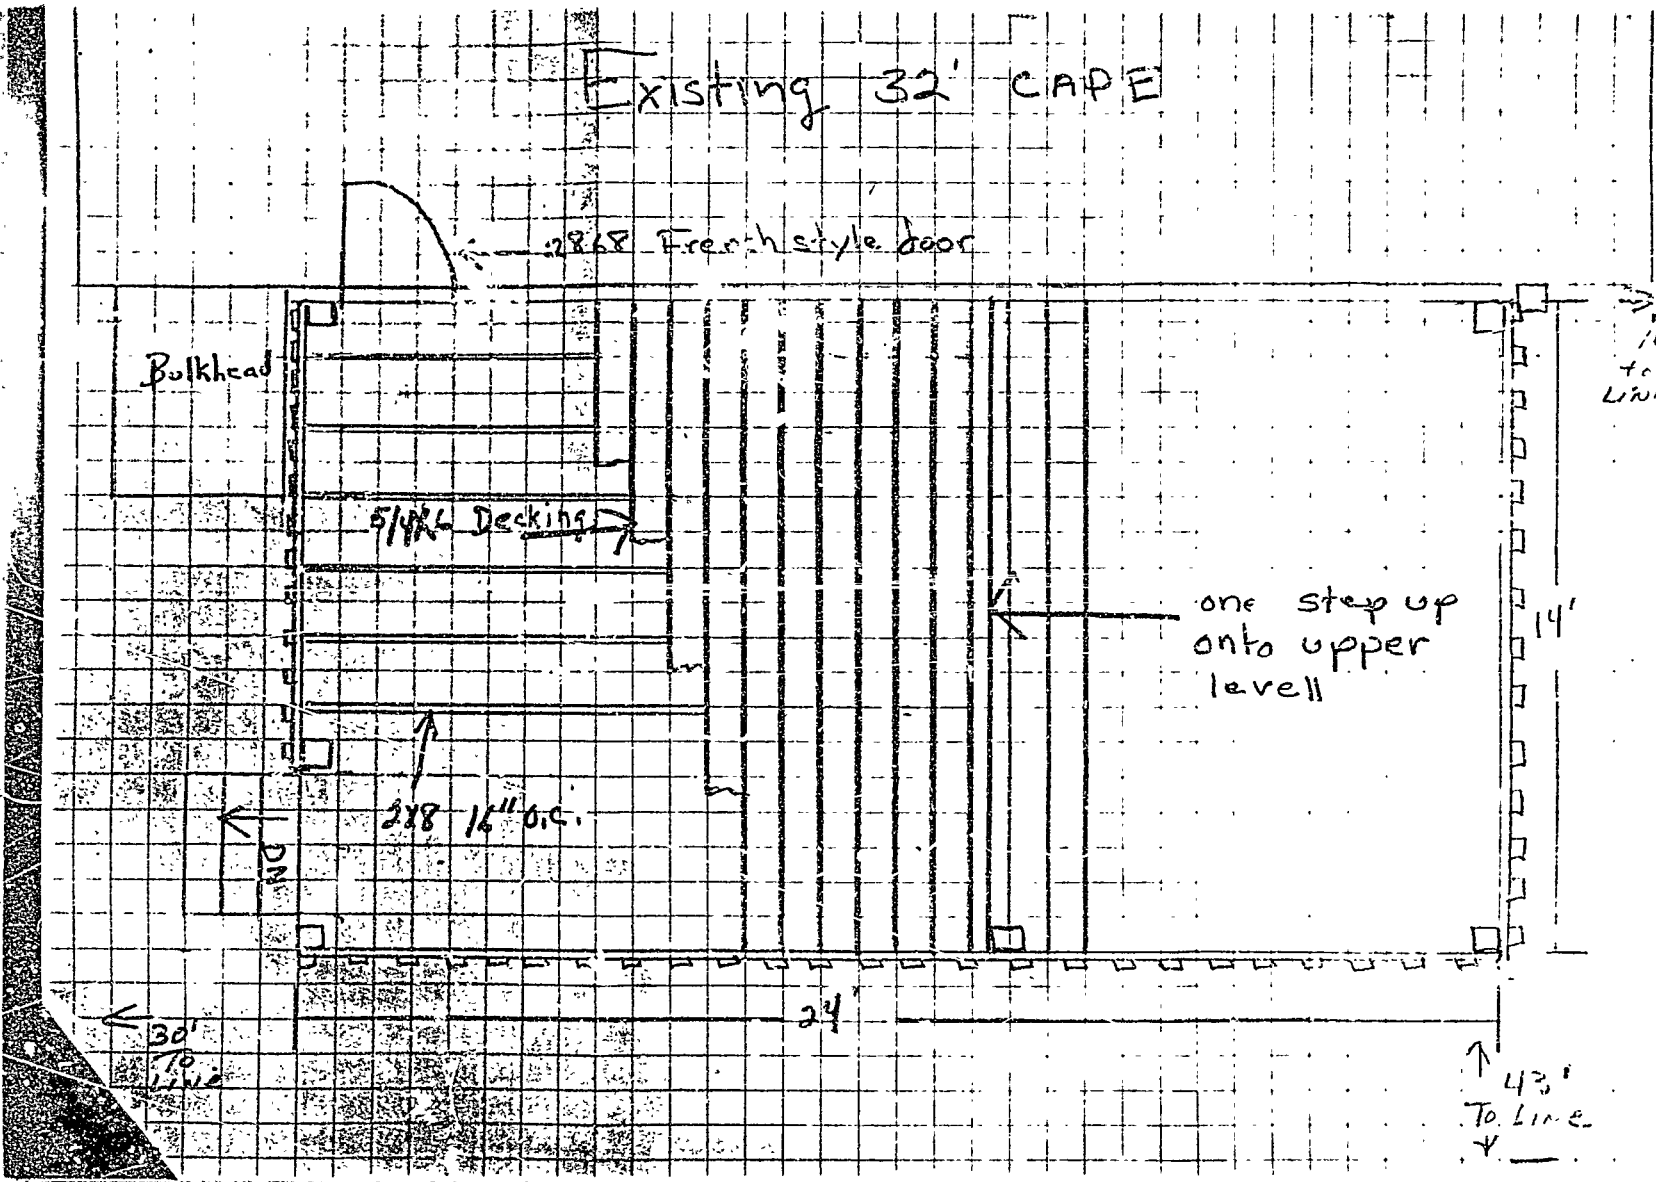 Existing 32' CAPE
2868 French style door
Bulkhead
to
5/4x6 Decking
one step up
onto upper
levell
14'
2x8 16" O.C.
DN
24'
30'
To
Line
To Line